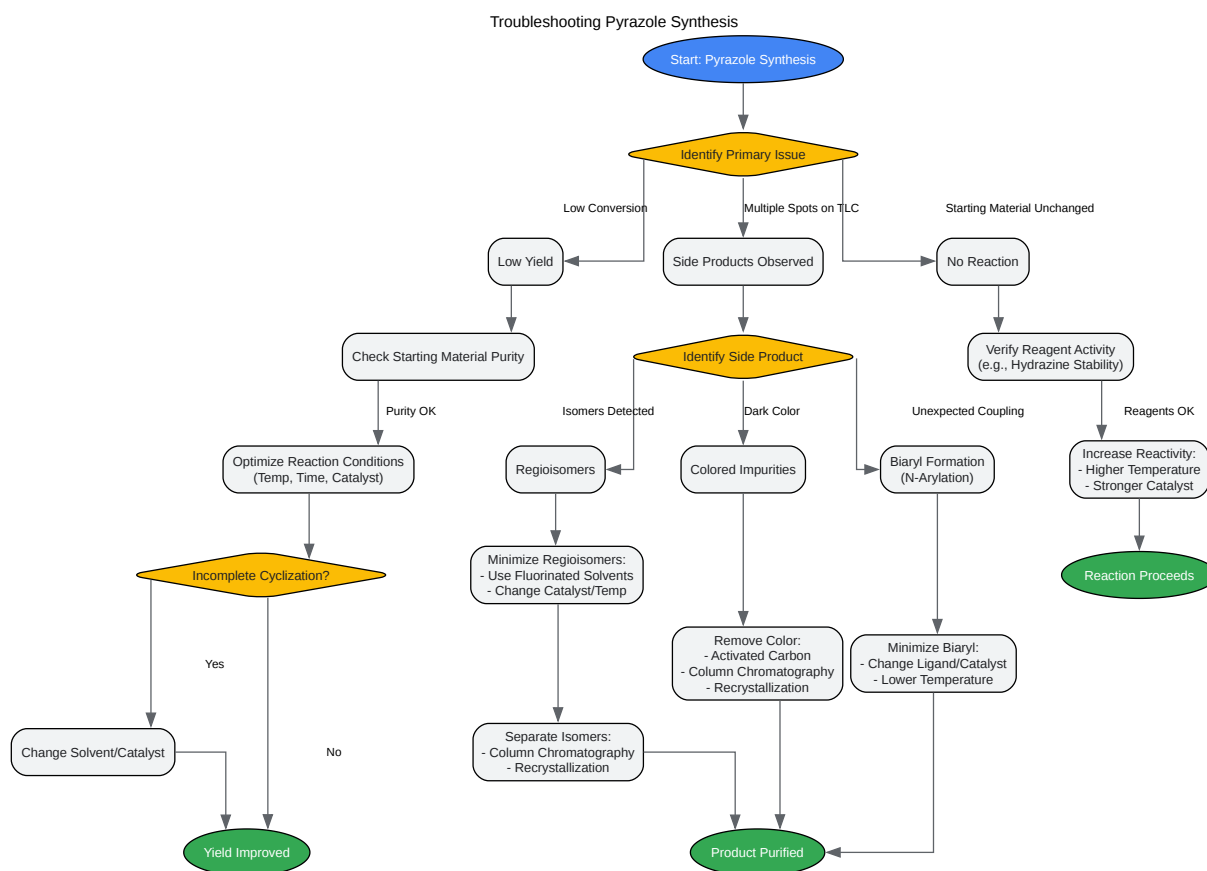 Troubleshooting Pyrazole Synthesis
Start: Pyrazole Synthesis
Identify Primary Issue
Low Conversion
Multiple Spots on TLC
Starting Material Unchanged
Low Yield
Side Products Observed
No Reaction
Check Starting Material Purity
Identify Side Product
Verify Reagent Activity
(e.g., Hydrazine Stability)
Purity OK
Isomers Detected
Dark Color
Unexpected Coupling
Reagents OK
Optimize Reaction Conditions
(Temp, Time, Catalyst)
Regioisomers
Colored Impurities
Biaryl Formation
(N-Arylation)
Increase Reactivity:
- Higher Temperature
- Stronger Catalyst
Incomplete Cyclization?
Minimize Regioisomers:
- Use Fluorinated Solvents
- Change Catalyst/Temp
Reaction Proceeds
Yes
Remove Color:
- Activated Carbon
- Column Chromatography
- Recrystallization
Minimize Biaryl:
- Change Ligand/Catalyst
- Lower Temperature
Change Solvent/Catalyst
No
Separate Isomers:
- Column Chromatography
- Recrystallization
Yield Improved
Product Purified